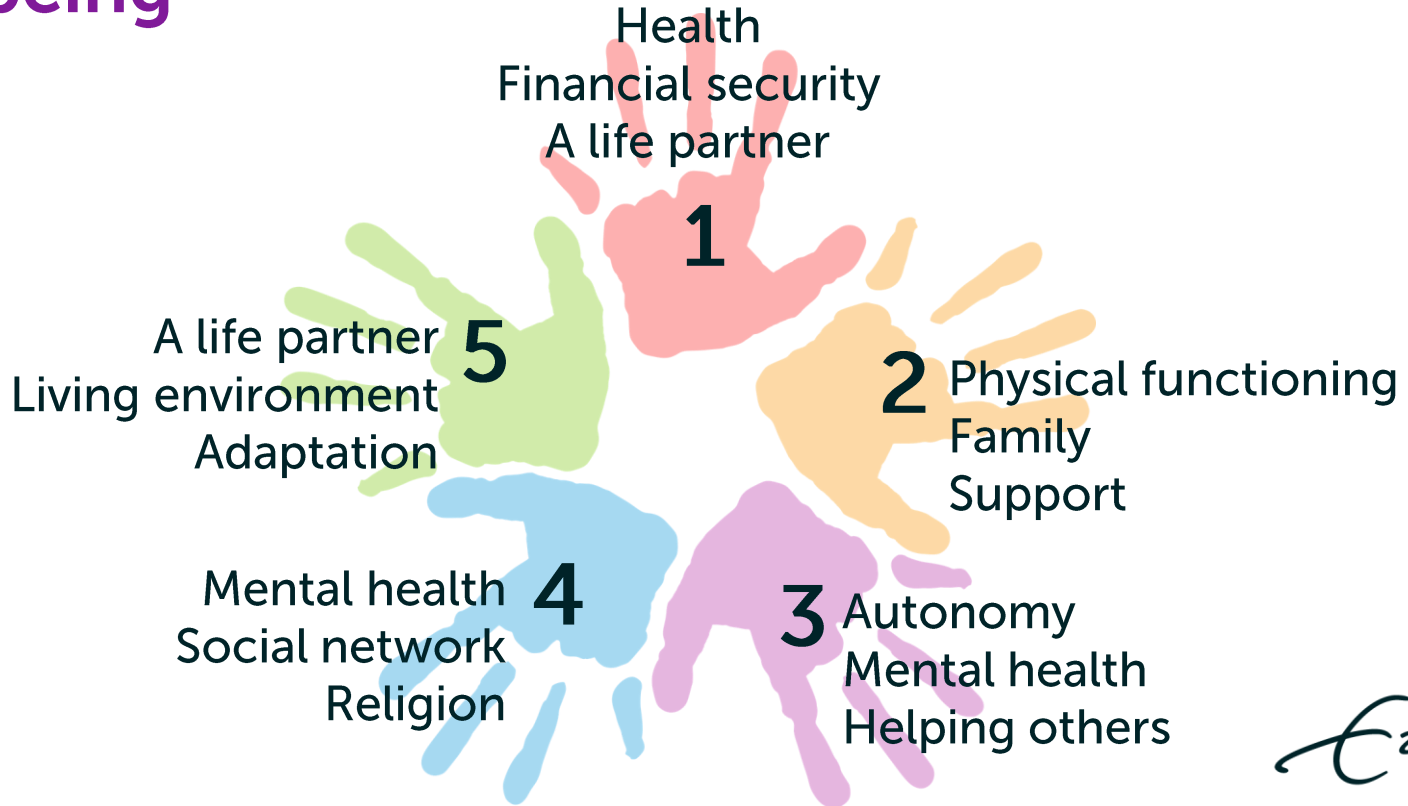 being
Health
Financial security
A life partner
1
2
Physical functioning
Family
Support
3
Autonomy
Mental health
Helping others
4
Mental health
Social network
Religion
5
A life partner
Living environment
Adaptation